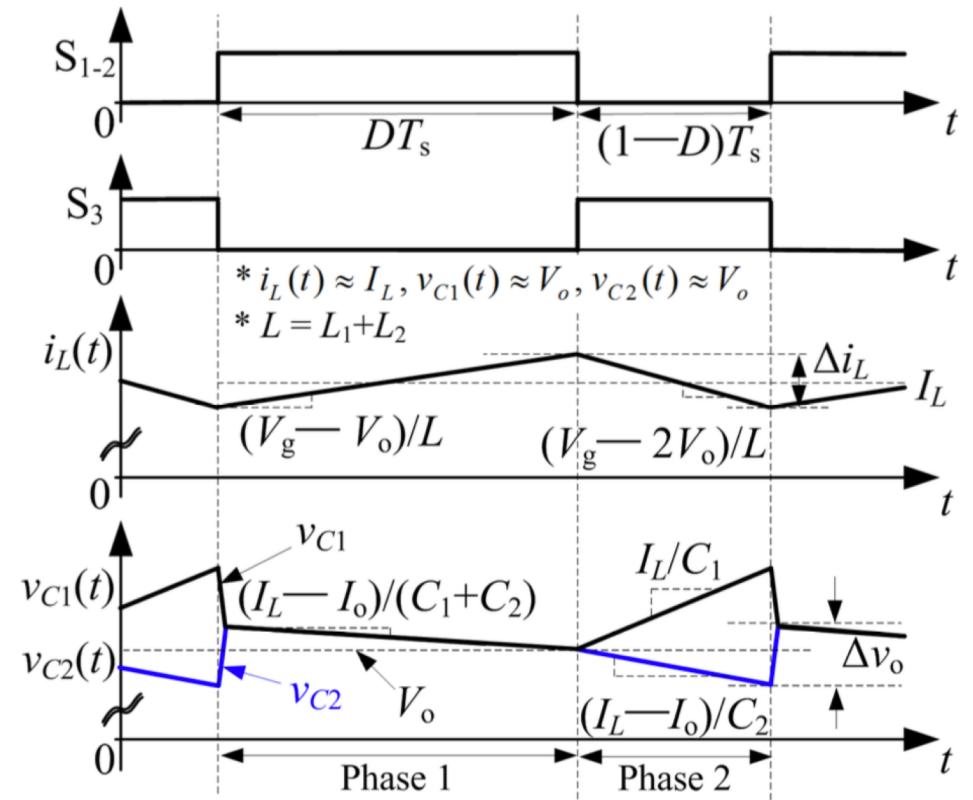 S1-2
0
t
DTs
(1—D)Ts
S3
0
t
* iL(t) ≈ IL, vC1(t) ≈ Vo, vC2(t) ≈ Vo
* L = L1+L2
iL(t)
ΔiL
IL
(Vg— Vo)/L
(Vg— 2Vo)/L
0
t
vC1
IL/C1
vC1(t)
(IL— Io)/(C1+C2)
vC2(t)
Δvo
vC2
Vo
(IL—Io)/C2
0
t
Phase 1
Phase 2